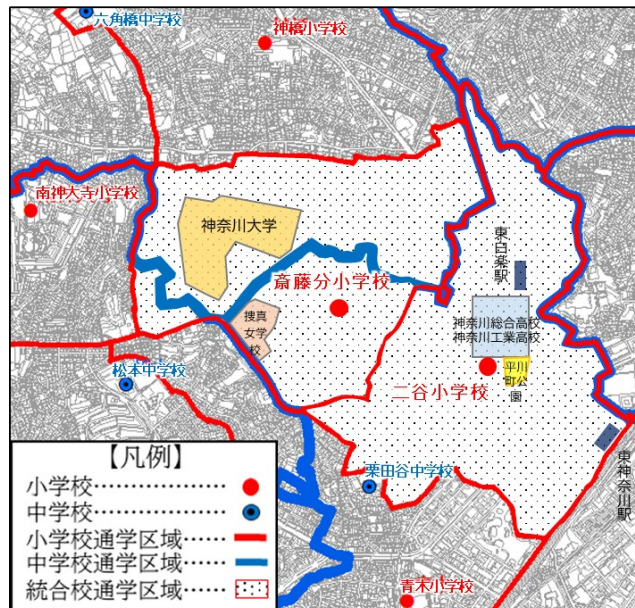 六角橋中学校
神橋小学校
南神大寺小学校
神奈川大学
斎藤分小学校
東白楽駅
捜真
女学
校
神奈川総合高校
神奈川工業高校
平川
町公
園
松本中学校
二谷小学校
栗田谷中学校
東神奈川駅
青木小学校
【凡例】
小学校……………………
中学校……………………
小学校通学区域……
中学校通学区域……
統合校通学区域……